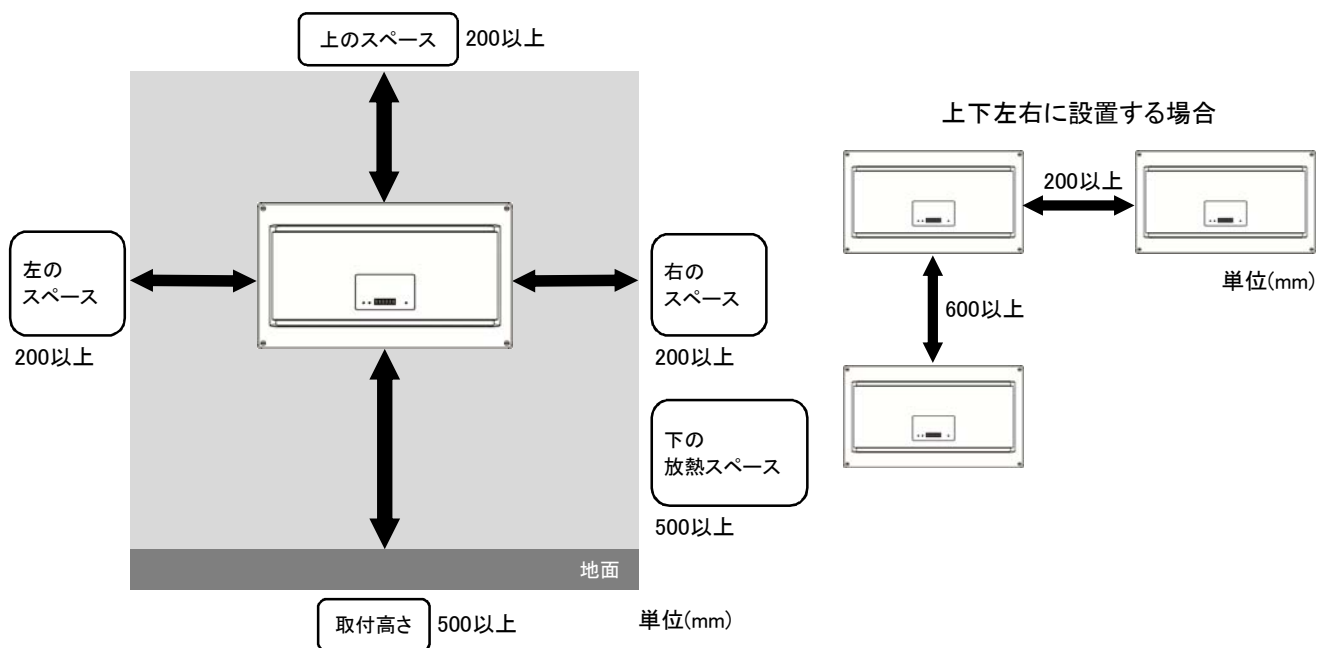 上のスペース
200以上
左の
スペース
200以上
右の
スペース
200以上
下の
放熱スペース
500以上
地面
取付高さ
500以上
単位(mm)
上下左右に設置する場合
200以上
単位(mm)
600以上